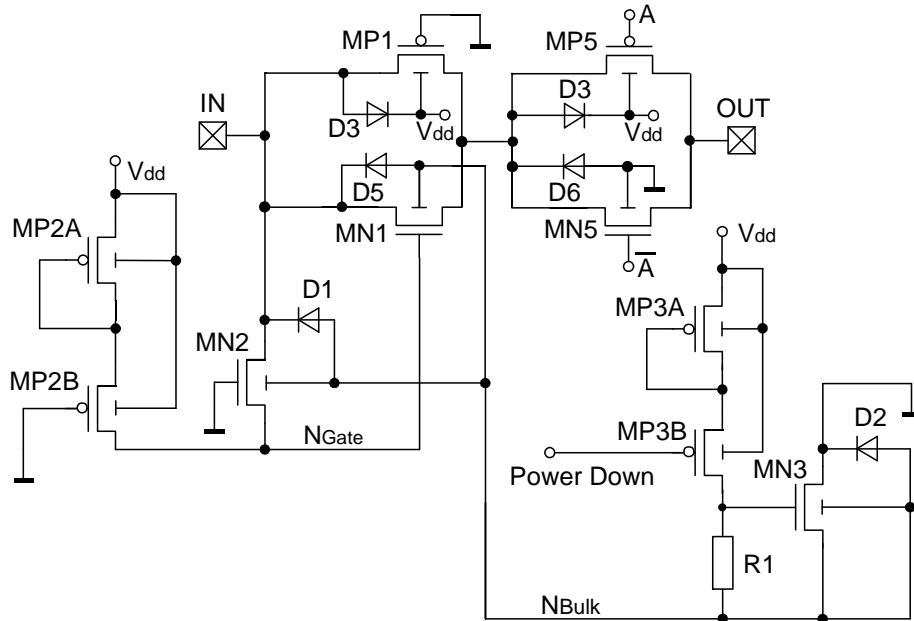 A
MP1
MP5
IN
OUT
D3
Vdd
D3
Vdd
Vdd
D5
D6
MP2A
MN1
MN5
Vdd
A̅
D1
MP3A
MN2
MP2B
NGate
MP3B
D2
Power Down
MN3
R1
NBulk